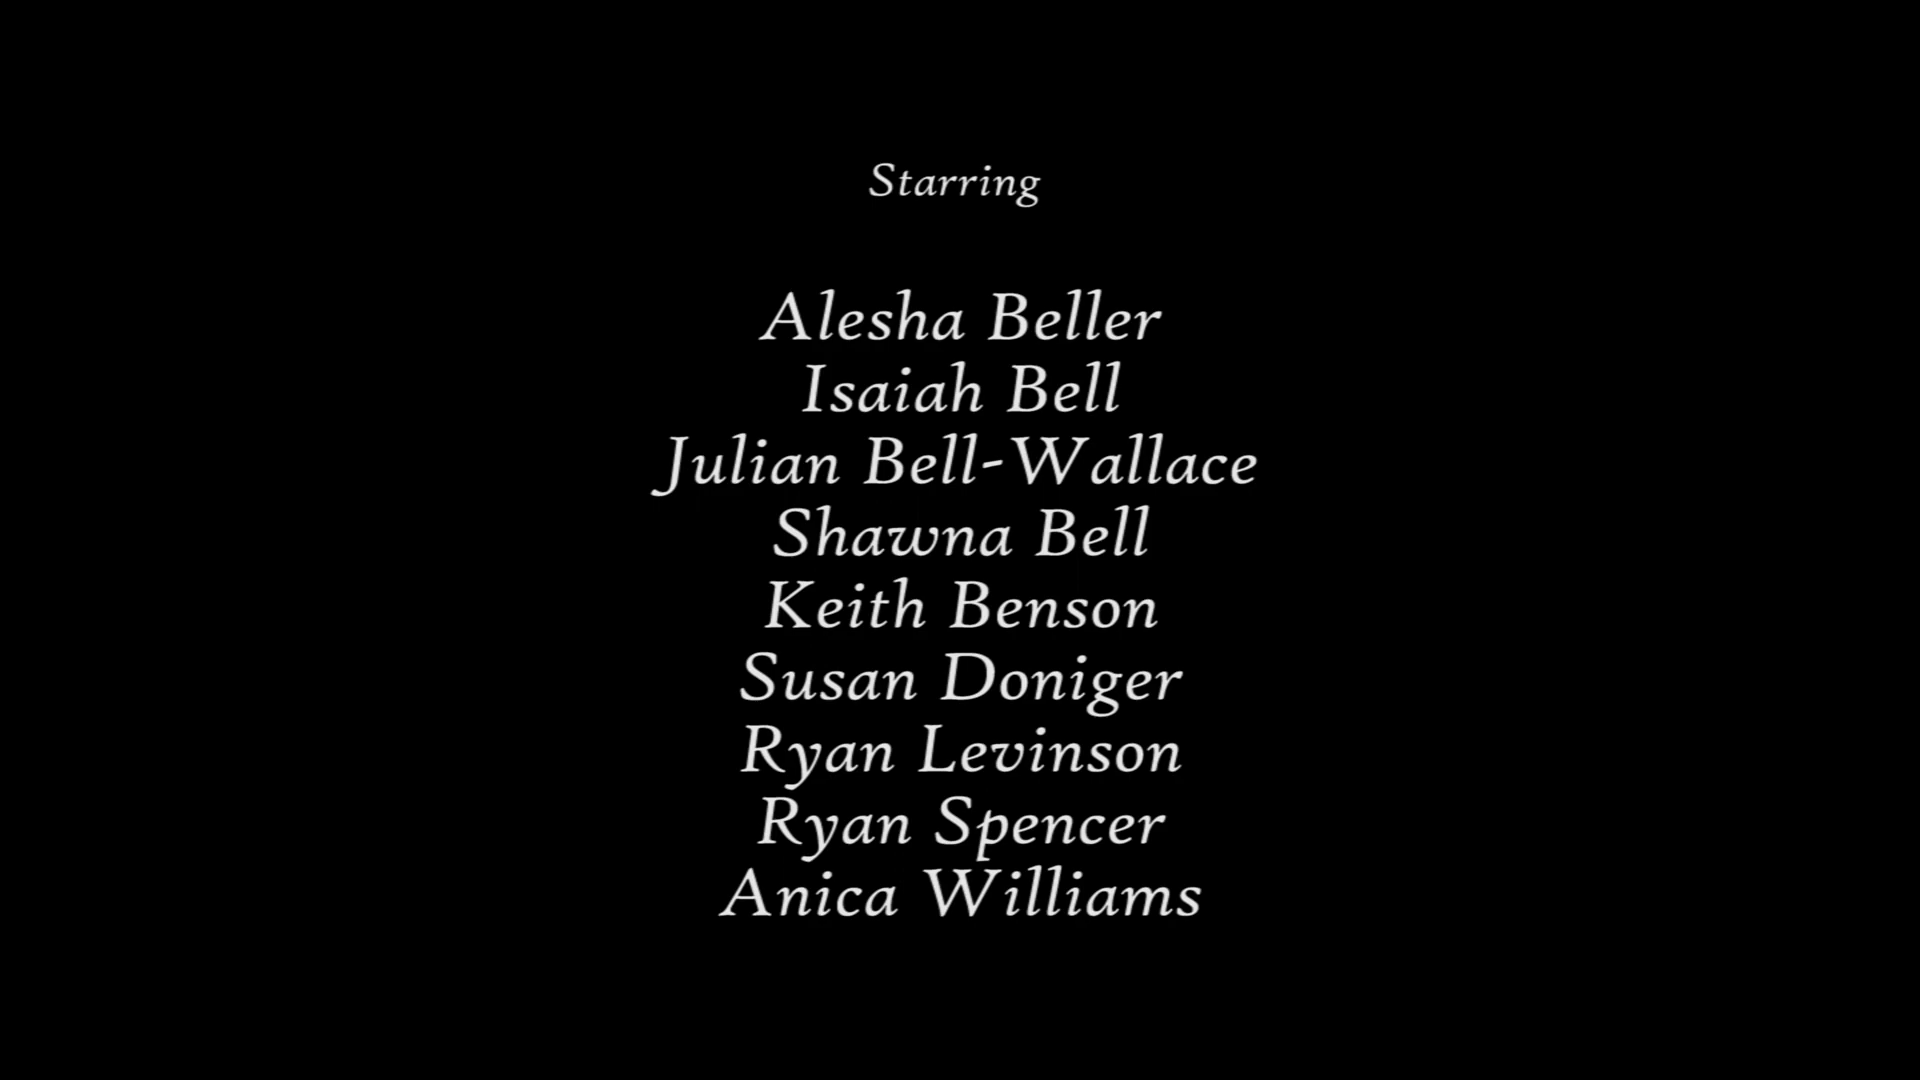 Starring
Alesha Beller
Isaiah Bell
Julian Bell-Wallace
Shawna Bell
Keith Benson
Susan Doniger
Ryan Levinson
Ryan Spencer
Anica Williams